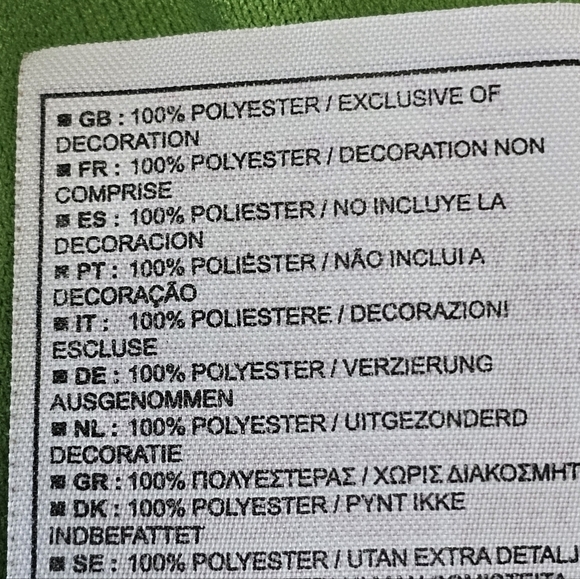 ■ GB : 100% POLYESTER / EXCLUSIVE OF
DECORATION
■ FR : 100% POLYESTER / DECORATION NON
COMPRISE
■ ES : 100% POLIESTER / NO INCLUYE LA
DECORACION
■ PT : 100% POLIÉSTER / NÃO INCLUI A
DECORAÇÃO
■ IT : 100% POLIESTERE / DECORAZIONI
ESCLUSE
■ DE : 100% POLYESTER / VERZIERUNG
AUSGENOMMEN
■ NL : 100% POLYESTER / UITGEZONDERD
DECORATIE
■ GR : 100% ΠΟΛΥΕΣΤΕΡΑΣ / ΧΩΡΙΣ ΔΙΑΚΟΣΜΗΤ
■ DK : 100% POLYESTER / PYNT IKKE
INDBEFATTET
■ SE : 100% POLYESTER / UTAN EXTRA DETALJ